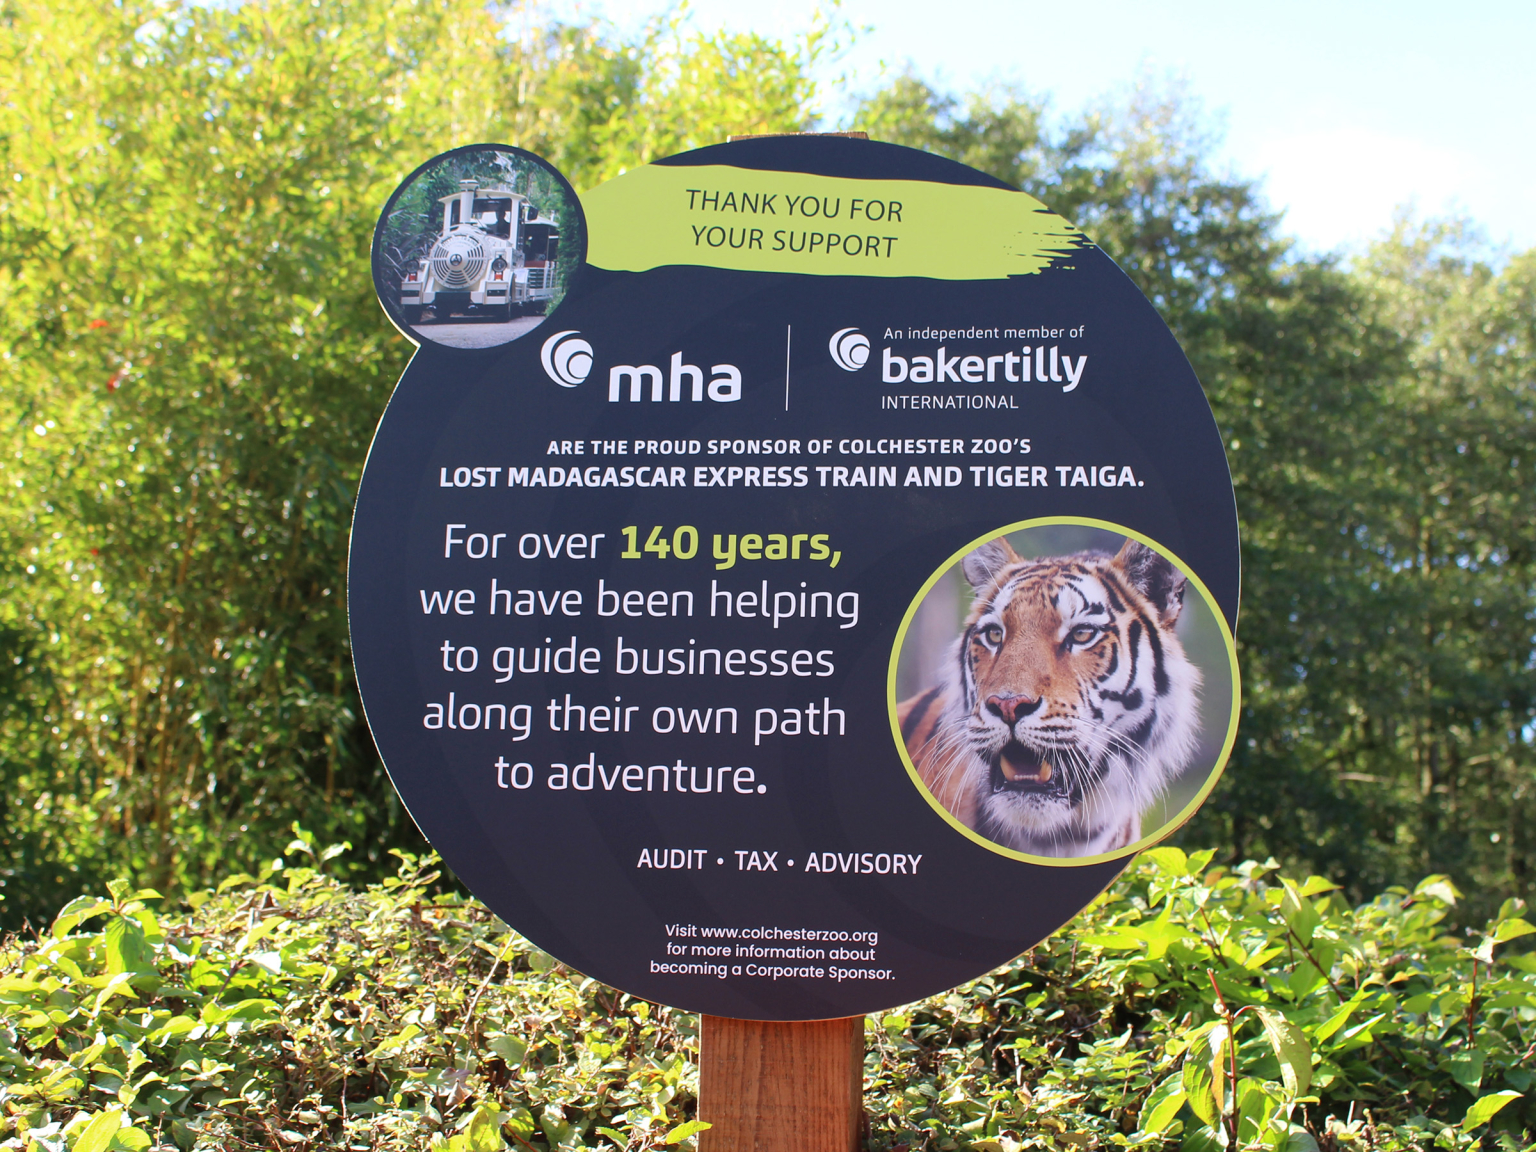 THANK YOU FOR
YOUR SUPPORT
mha
An independent member of
bakertilly
INTERNATIONAL
ARE THE PROUD SPONSOR OF COLCHESTER ZOO'S
LOST MADAGASCAR EXPRESS TRAIN AND TIGER TAIGA.
For over 140 years,
we have been helping
to guide businesses
along their own path
to adventure.
AUDIT • TAX • ADVISORY
Visit www.colchesterzoo.org
for more information about
becoming a Corporate Sponsor.